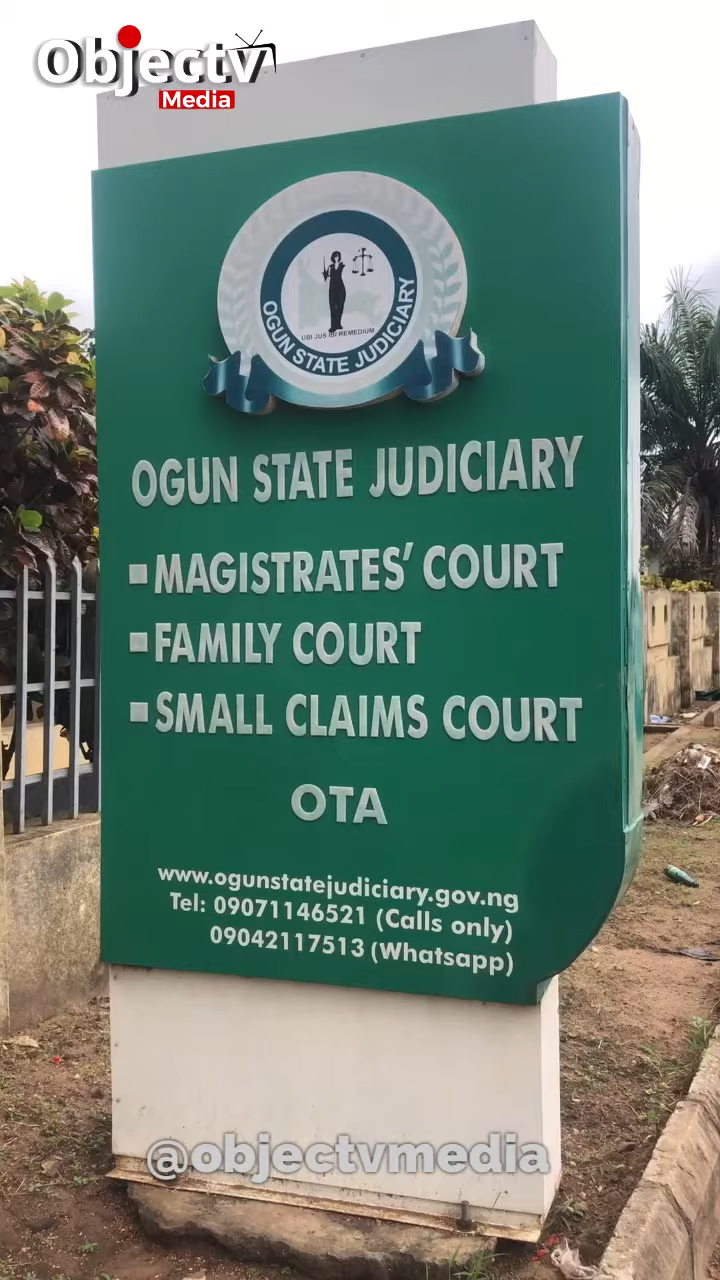 Objectv
Media
UBI JUS IBI REMEDIUM
OGUN STATE JUDICIARY
OGUN STATE JUDICIARY
▪MAGISTRATES' COURT
▪FAMILY COURT
▪SMALL CLAIMS COURT
OTA
www.ogunstatejudiciary.gov.ng
Tel: 09071146521 (Calls only)
09042117513 (Whatsapp)
@objectvmedia